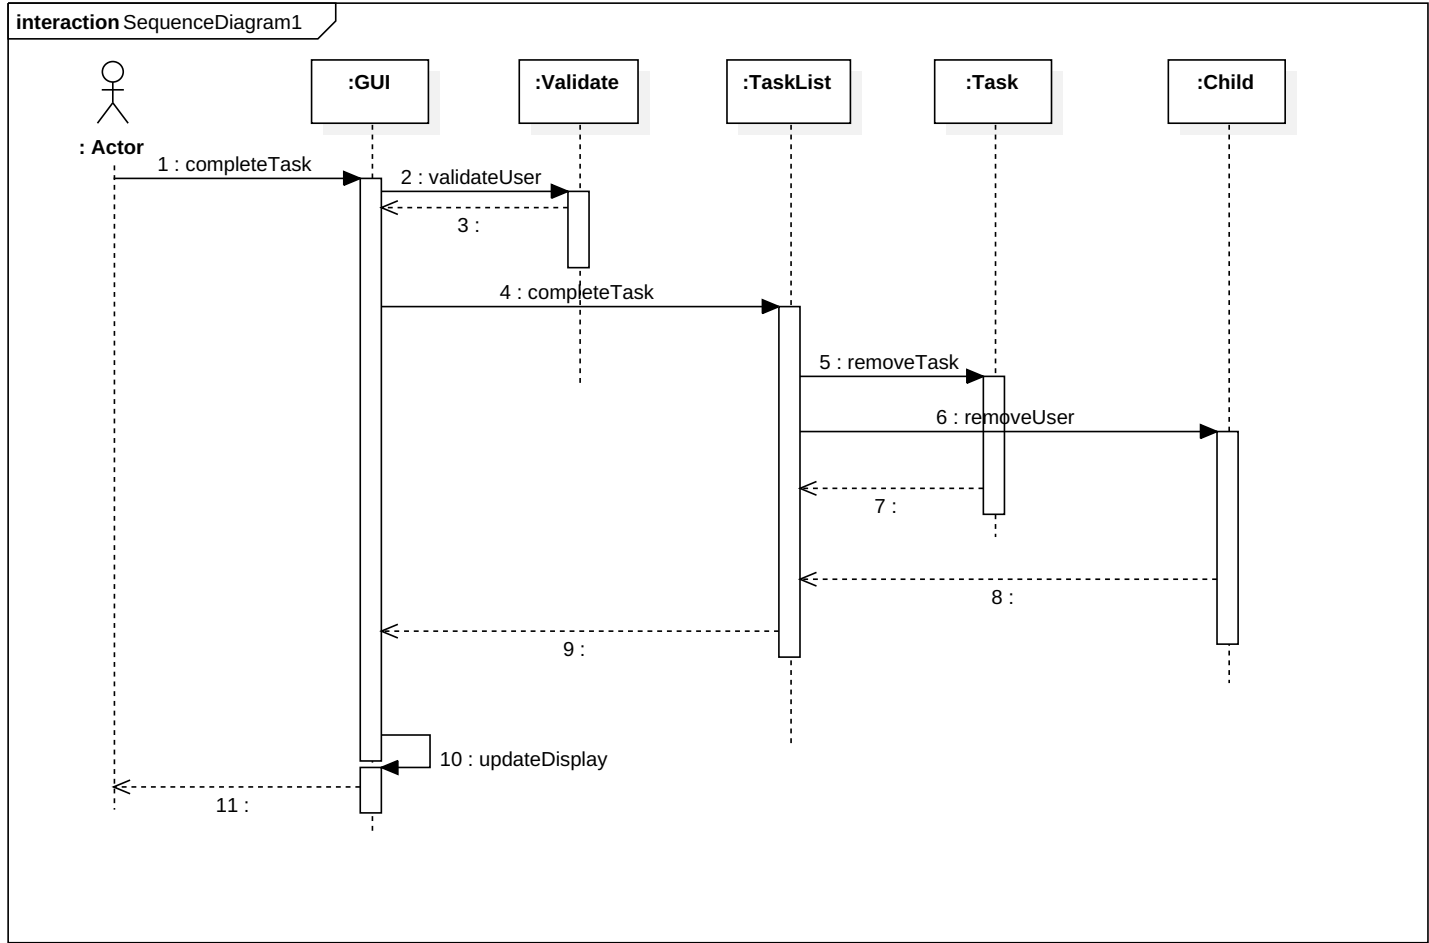 interaction SequenceDiagram1
:GUI
:Validate
:TaskList
:Task
:Child
: Actor
1 : completeTask
2 : validateUser
3 :
4 : completeTask
5 : removeTask
6 : removeUser
7 :
8 :
9 :
10 : updateDisplay
11 :